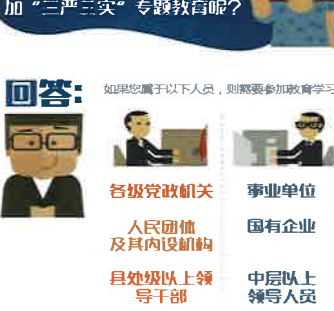 加“三严三实”专题教育呢？
回答：
如果您属于以下人员，则需要参加教育学习
各级党政机关
事业单位
人民团体
及其内设机构
国有企业
县处级以上领
导干部
中层以上
领导人员